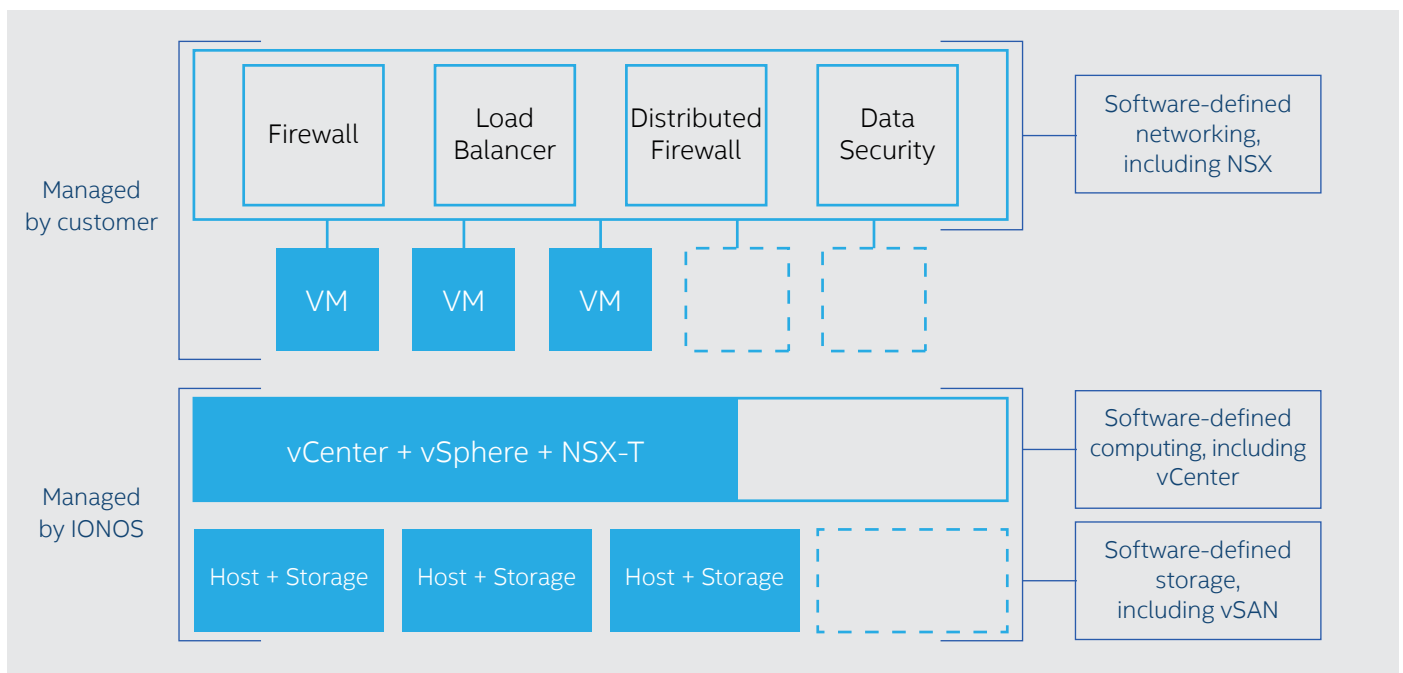 Managed
by customer
Firewall
Load
Balancer
Distributed
Firewall
Data
Security
Software-defined
networking,
including NSX
VM
VM
VM
Managed
by IONOS
vCenter + vSphere + NSX-T
Software-defined
computing, including
vCenter
Host + Storage
Host + Storage
Host + Storage
Software-defined
storage,
including vSAN